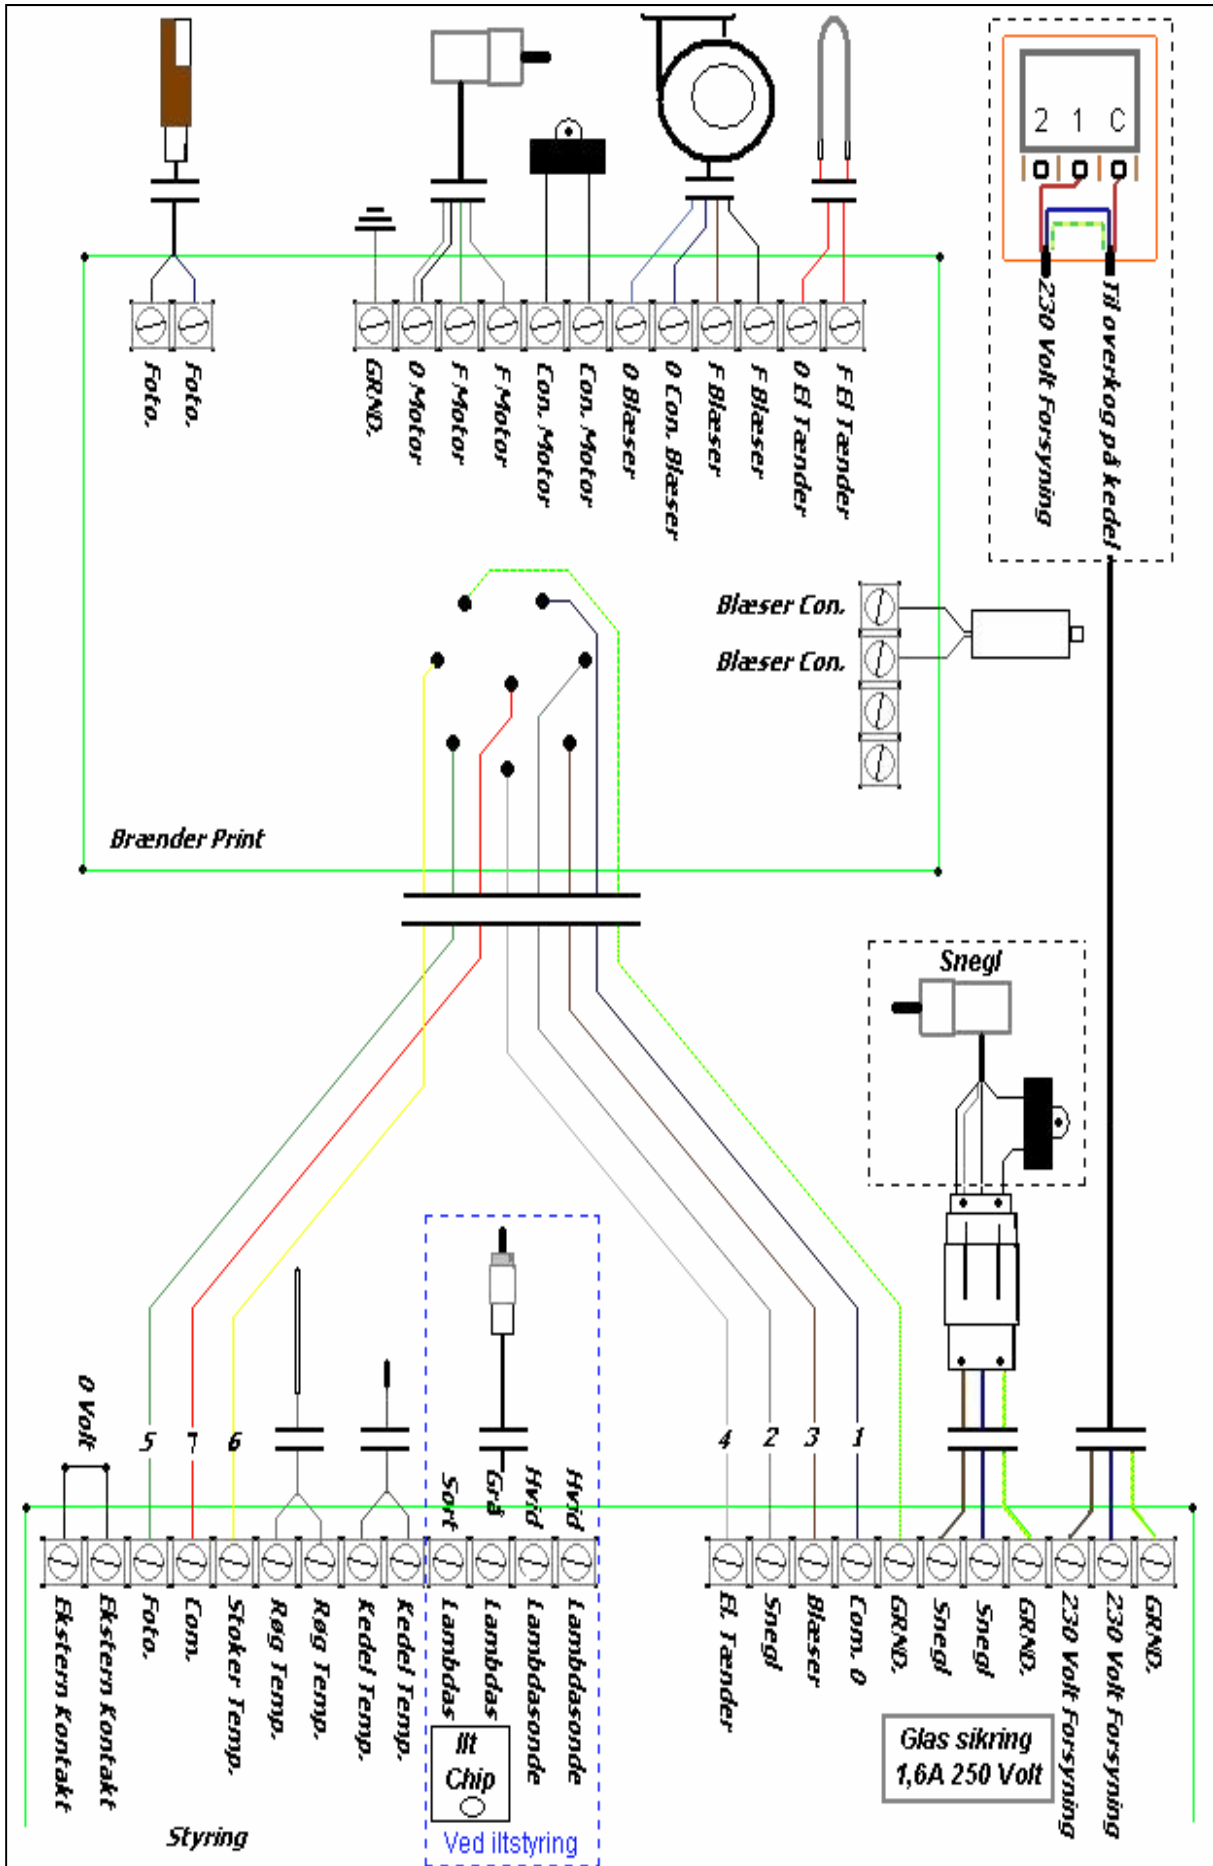 2 1 C
230 Volt Forsyning
Til overkog på kedel
Foto.
Foto.
GRND.
0 Motor
F Motor
F Motor
Con. Motor
Con. Motor
0 Blæser
0 Con. Blæser
F Blæser
F Blæser
0 El Tænder
F El Tænder
Blæser Con.
Blæser Con.
Brænder Print
Snegl
0 Volt
5
7
6
4
2
3
1
Sort
Grå
Hvid
Hvid
Ekstern Kontakt
Ekstern Kontakt
Foto.
Com.
Stoker Temp.
Røg Temp.
Røg Temp.
Kedel Temp.
Kedel Temp.
Lambdas
Lambdas
Lambdasonde
Lambdasonde
El. Tænder
Snegl
Blæser
Com. 0
GRND.
Snegl
Snegl
GRND.
230 Volt Forsyning
230 Volt Forsyning
GRND.
Ilt
Chip
Glas sikring
1,6A 250 Volt
Styring
Ved iltstyring